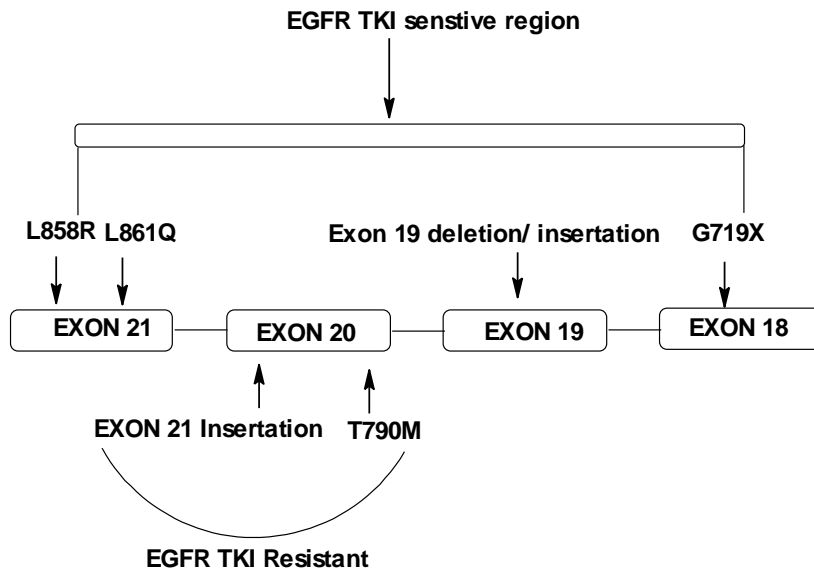 EGFR TKI senstive region
L858R L861Q
Exon 19 deletion/ insertation
G719X
EXON 21
EXON 20
EXON 19
EXON 18
EXON 21 Insertation
T790M
EGFR TKI Resistant